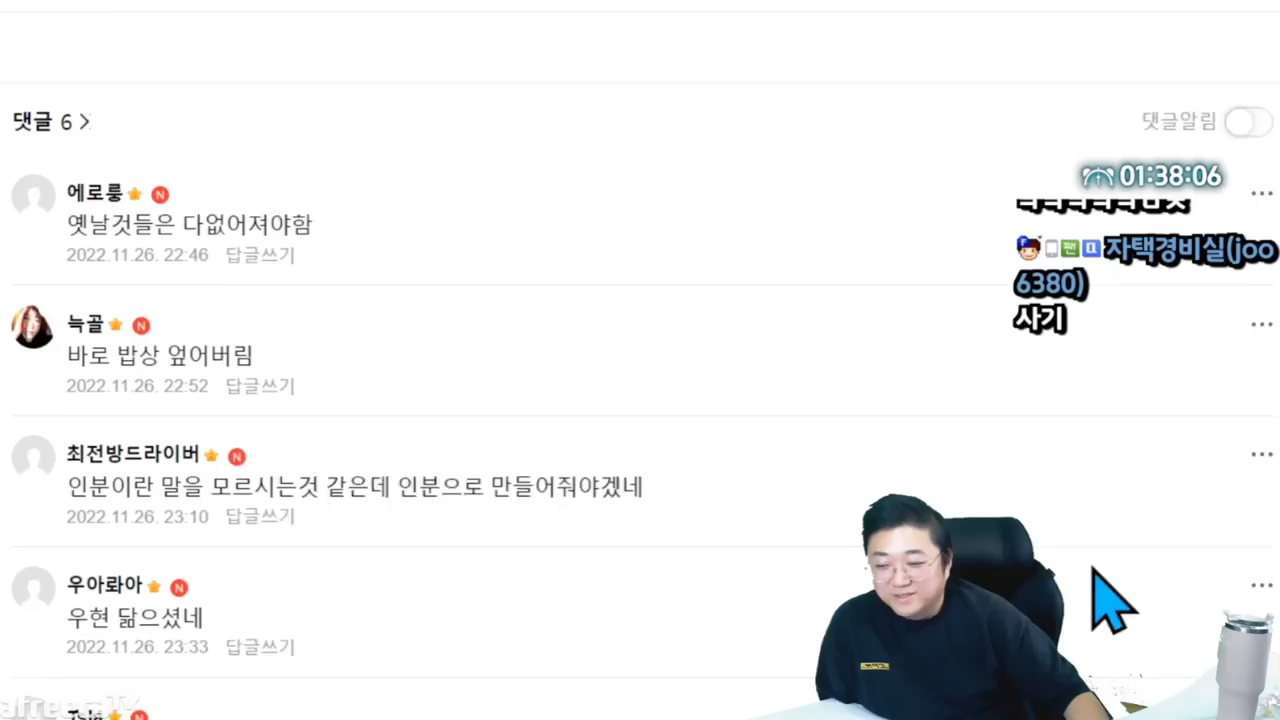 댓글 6 >
댓글알림
01:38:06
에로룽 N
옛날것들은 다없어져야함
2022.11.26. 22:46 답글쓰기
팬
자택경비실(joo
6380)
사기
늑골 N
바로 밥상 엎어버림
2022.11.26. 22:52 답글쓰기
최전방드라이버 N
인분이란 말을 모르시는것 같은데 인분으로 만들어줘야겠네
2022.11.26. 23:10 답글쓰기
우아롸아 N
우현 닮으셨네
2022.11.26. 23:33 답글쓰기
afreecaTV